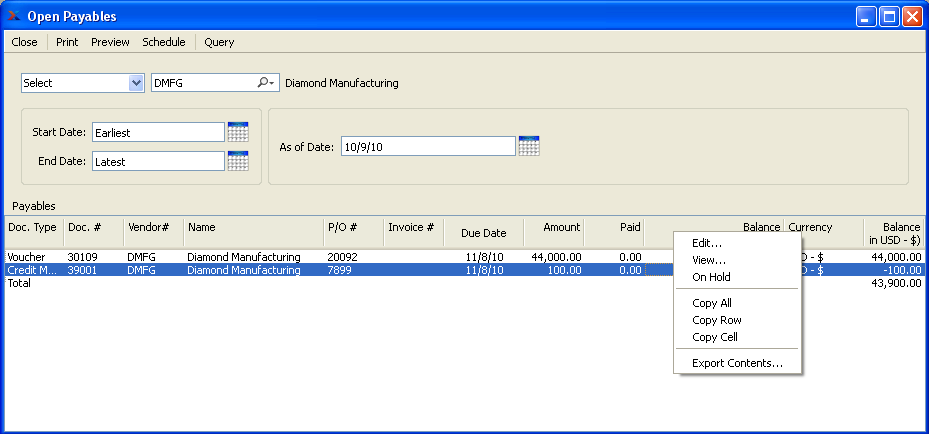 Open Payables
Close Print Preview Schedule Query
Select DMFG Diamond Manufacturing
Start Date: Earliest
End Date: Latest
As of Date: 10/9/10
Payables
Doc. Type Doc. # Vendor# Name P/O # Invoice # Due Date Amount Paid Balance Currency Balance
in USD - $)
Voucher 30109 DMFG Diamond Manufacturing 20092 11/8/10 44,000.00 0.00 D - $ 44,000.00
Credit M... 39001 DMFG Diamond Manufacturing 7899 11/8/10 100.00 0.00 D - $ -100.00
Total 43,900.00
Edit...
View...
On Hold
Copy All
Copy Row
Copy Cell
Export Contents...